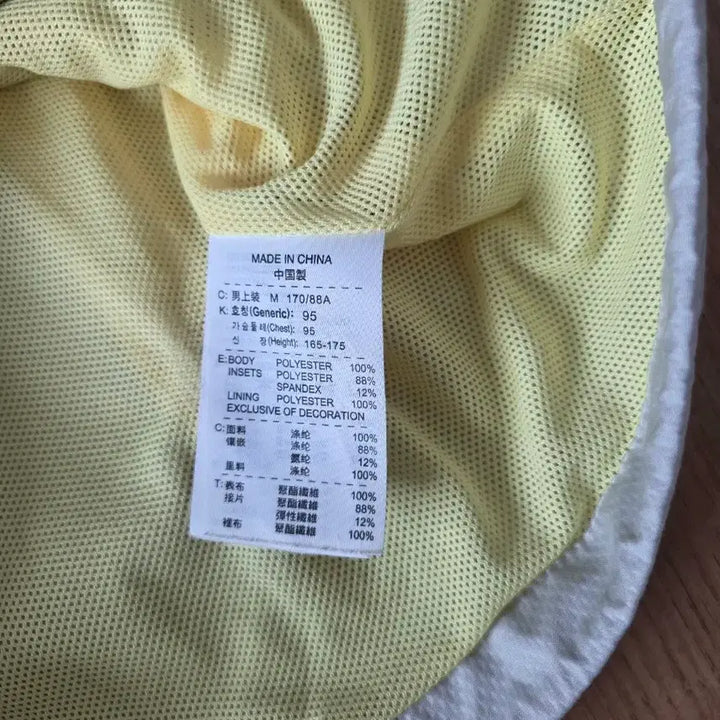 MADE IN CHINA
中国製
C: 男上装 M 170/88A
K: 호칭(Generic): 95
가슴둘레(Chest): 95
신 장(Height): 165-175
E: BODY POLYESTER 100%
INSETS POLYESTER 88%
SPANDEX 12%
LINING POLYESTER 100%
EXCLUSIVE OF DECORATION
C: 面料 涤纶 100%
镶嵌 涤纶 88%
氨纶 12%
里料 涤纶 100%
T: 表布 聚酯纖維 100%
接片 聚酯纖維 88%
彈性纖維 12%
裡布 聚酯纖維 100%